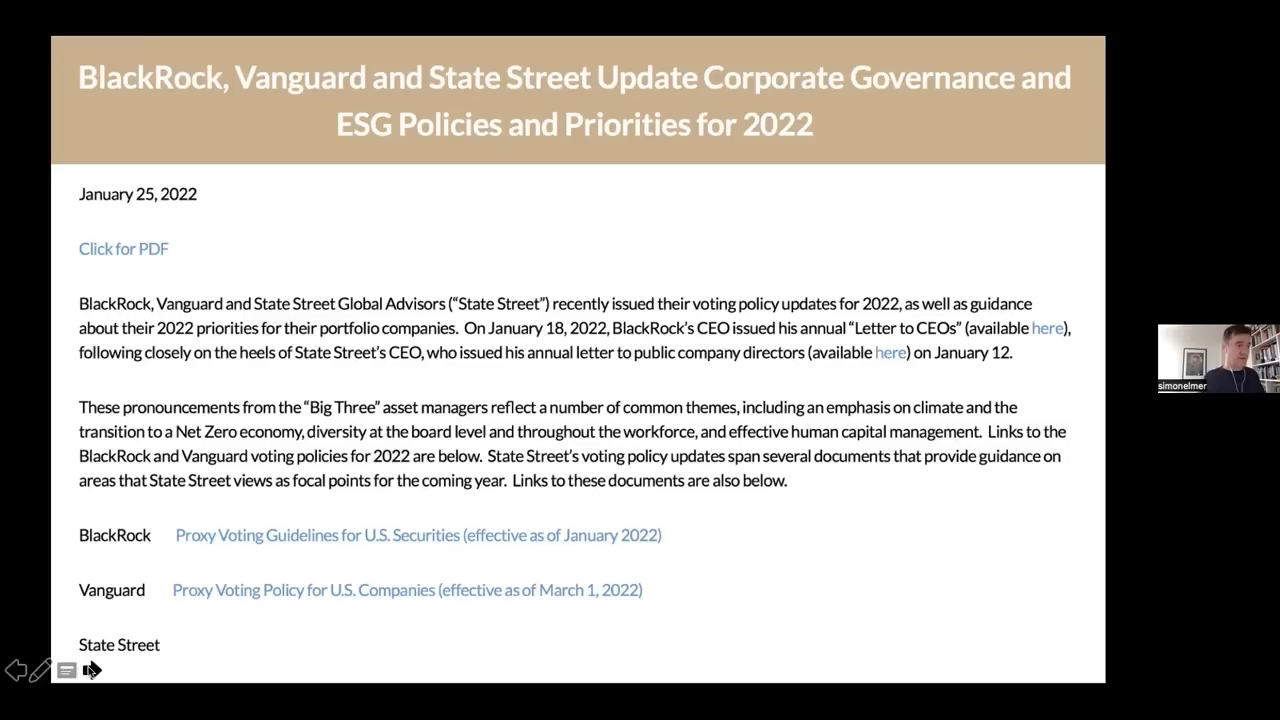 BlackRock, Vanguard and State Street Update Corporate Governance and
ESG Policies and Priorities for 2022
January 25, 2022
Click for PDF
BlackRock, Vanguard and State Street Global Advisors (“State Street”) recently issued their voting policy updates for 2022, as well as guidance
about their 2022 priorities for their portfolio companies.  On January 18, 2022, BlackRock’s CEO issued his annual “Letter to CEOs” (available here),
following closely on the heels of State Street’s CEO, who issued his annual letter to public company directors (available here) on January 12.
These pronouncements from the “Big Three” asset managers reflect a number of common themes, including an emphasis on climate and the
transition to a Net Zero economy, diversity at the board level and throughout the workforce, and effective human capital management.  Links to the
BlackRock and Vanguard voting policies for 2022 are below.  State Street’s voting policy updates span several documents that provide guidance on
areas that State Street views as focal points for the coming year.  Links to these documents are also below.
BlackRock Proxy Voting Guidelines for U.S. Securities (effective as of January 2022)
Vanguard Proxy Voting Policy for U.S. Companies (effective as of March 1, 2022)
State Street
simonelmer